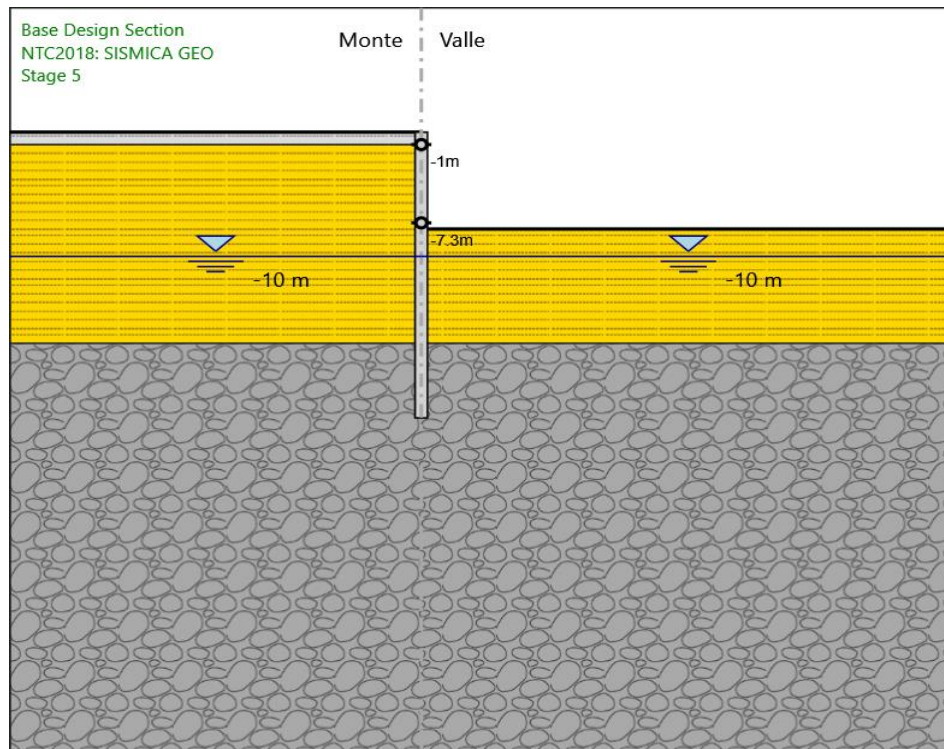 Base Design Section
NTC2018: SISMICA GEO
Stage 5
Monte
Valle
-1m
-7.3m
-10 m
-10 m